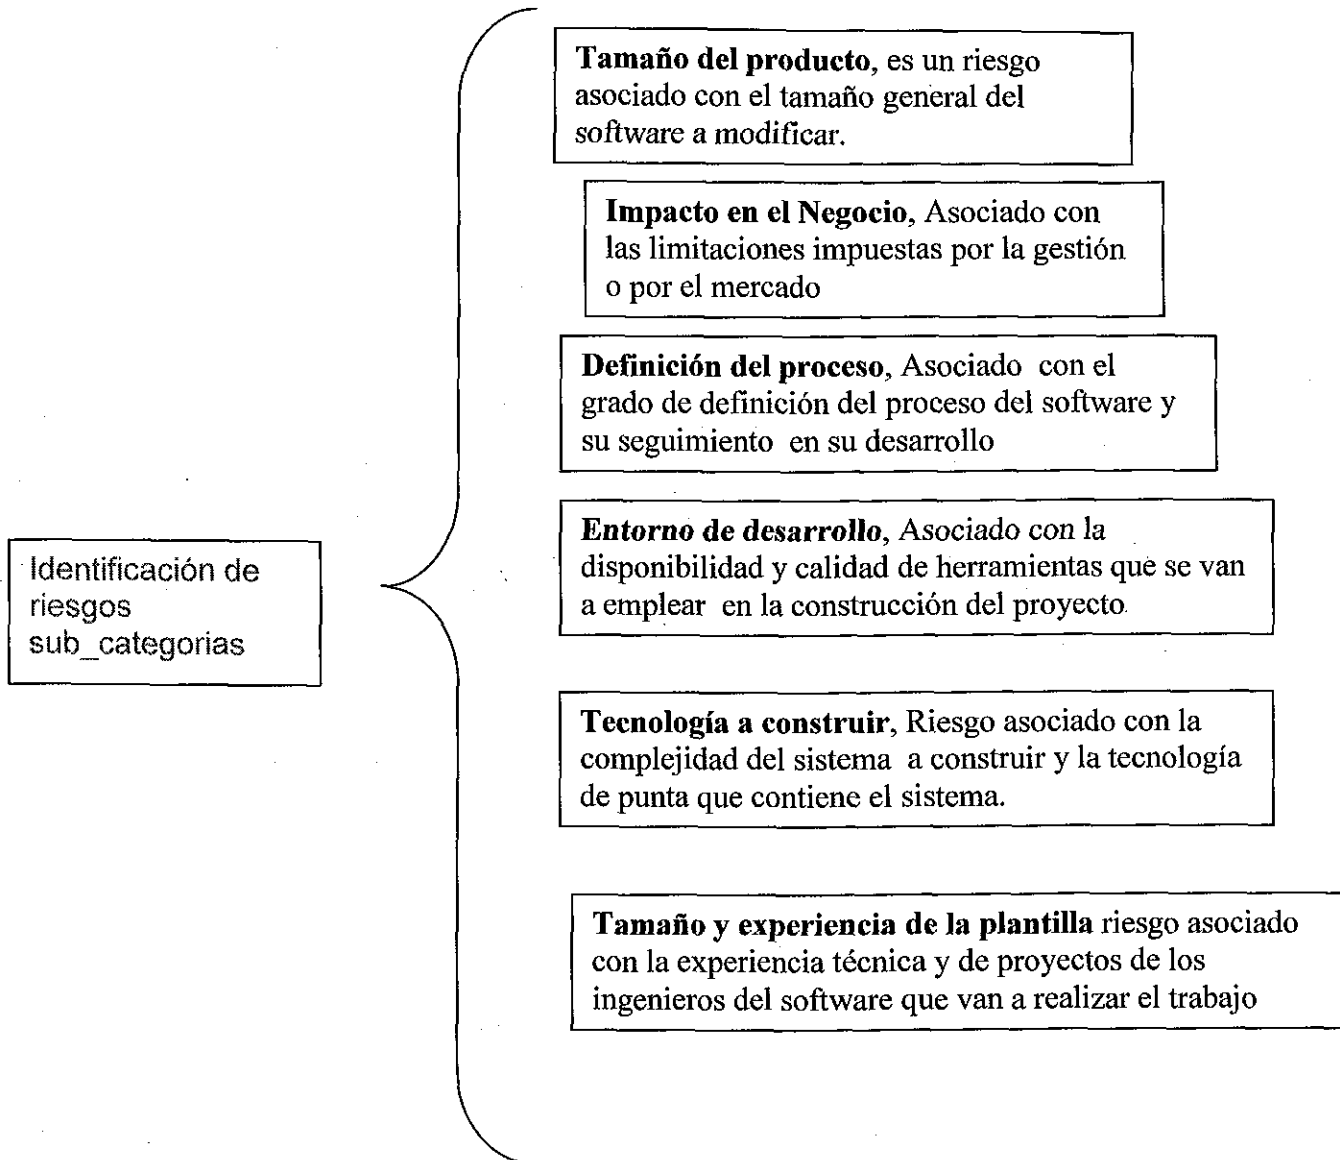 Tamaño del producto, es un riesgo
asociado con el tamaño general del
software a modificar.
Impacto en el Negocio, Asociado con
las limitaciones impuestas por la gestión
o por el mercado
Definición del proceso, Asociado con el
grado de definición del proceso del software y
su seguimiento en su desarrollo
Entorno de desarrollo, Asociado con la
disponibilidad y calidad de herramientas que se van
a emplear en la construcción del proyecto
Identificación de
riesgos
sub_categorias
Tecnología a construir, Riesgo asociado con la
complejidad del sistema a construir y la tecnología
de punta que contiene el sistema.
Tamaño y experiencia de la plantilla riesgo asociado
con la experiencia técnica y de proyectos de los
ingenieros del software que van a realizar el trabajo